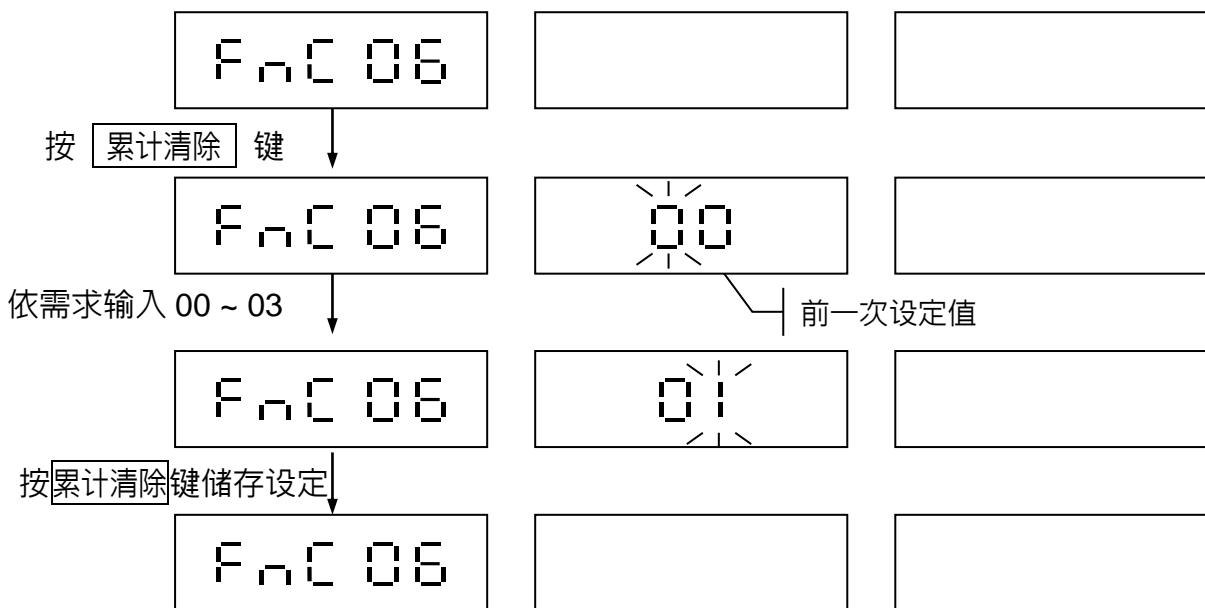 FnC 06
按 累计清除 键
FnC 06 00
依需求输入 00 ~ 03
前一次设定值
FnC 06 01
按累计清除键储存设定
FnC 06